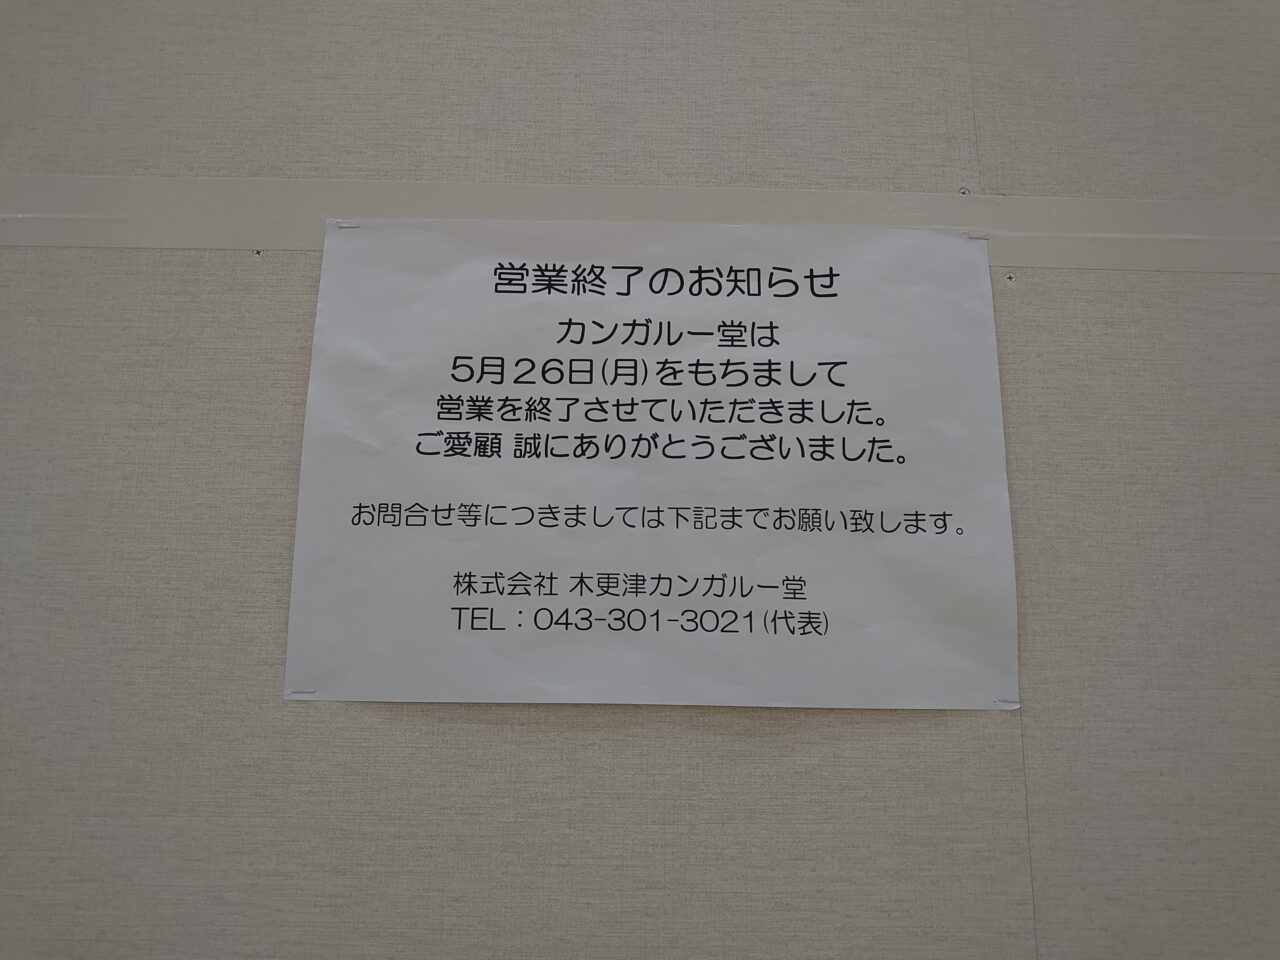 営業終了のお知らせ
カンガルー堂は
5月26日(月)をもちまして
営業を終了させていただきました。
ご愛顧 誠にありがとうございました。
お問合せ等につきましては下記までお願い致します。
株式会社 木更津カンガルー堂
TEL：043-301-3021(代表)